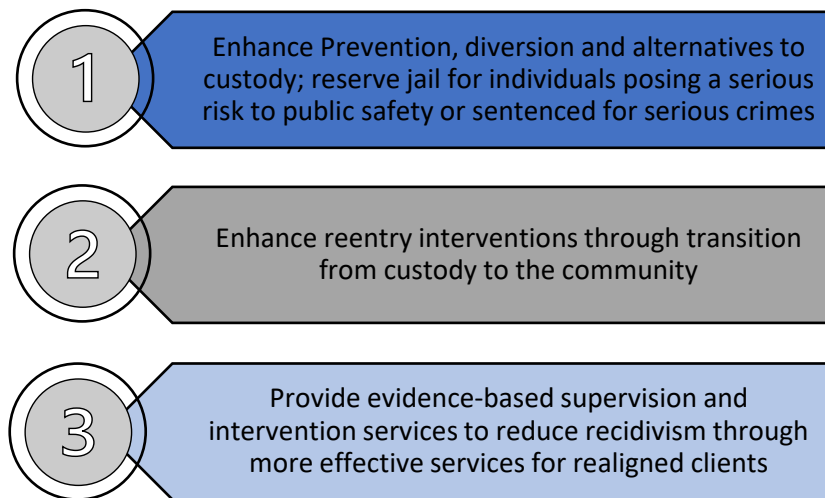 1
Enhance Prevention, diversion and alternatives to
custody; reserve jail for individuals posing a serious
risk to public safety or sentenced for serious crimes
2
Enhance reentry interventions through transition
from custody to the community
3
Provide evidence-based supervision and
intervention services to reduce recidivism through
more effective services for realigned clients